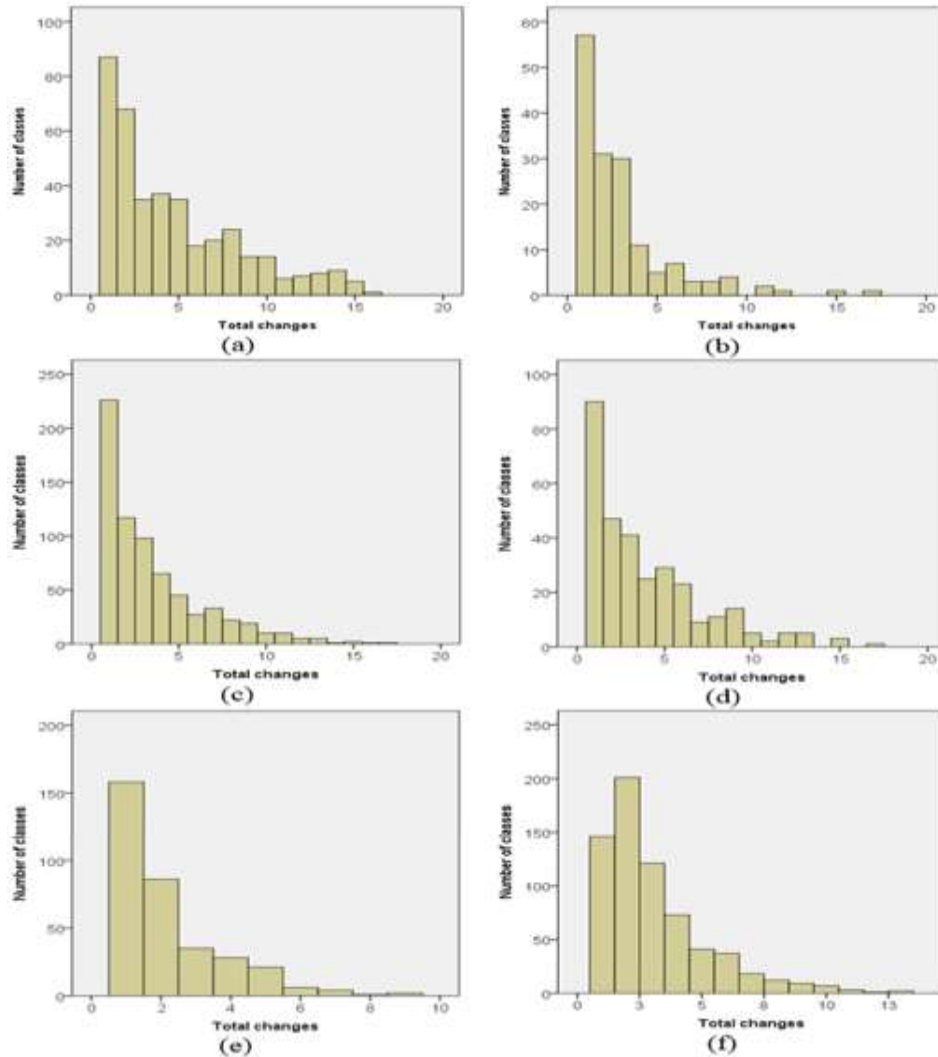 100
80
60
40
20
0
Number of classes
0 5 10 15 20
Total changes
(a)
60
50
40
30
20
10
0
Number of classes
0 5 10 15 20
Total changes
(b)
250
200
150
100
50
0
Number of classes
0 5 10 15 20
Total changes
(c)
100
80
60
40
20
0
Number of classes
0 5 10 15 20
Total changes
(d)
200
150
100
50
0
Number of classes
0 2 4 6 8 10
Total changes
(e)
250
200
150
100
50
0
Number of classes
0 3 5 8 10 13
Total changes
(f)